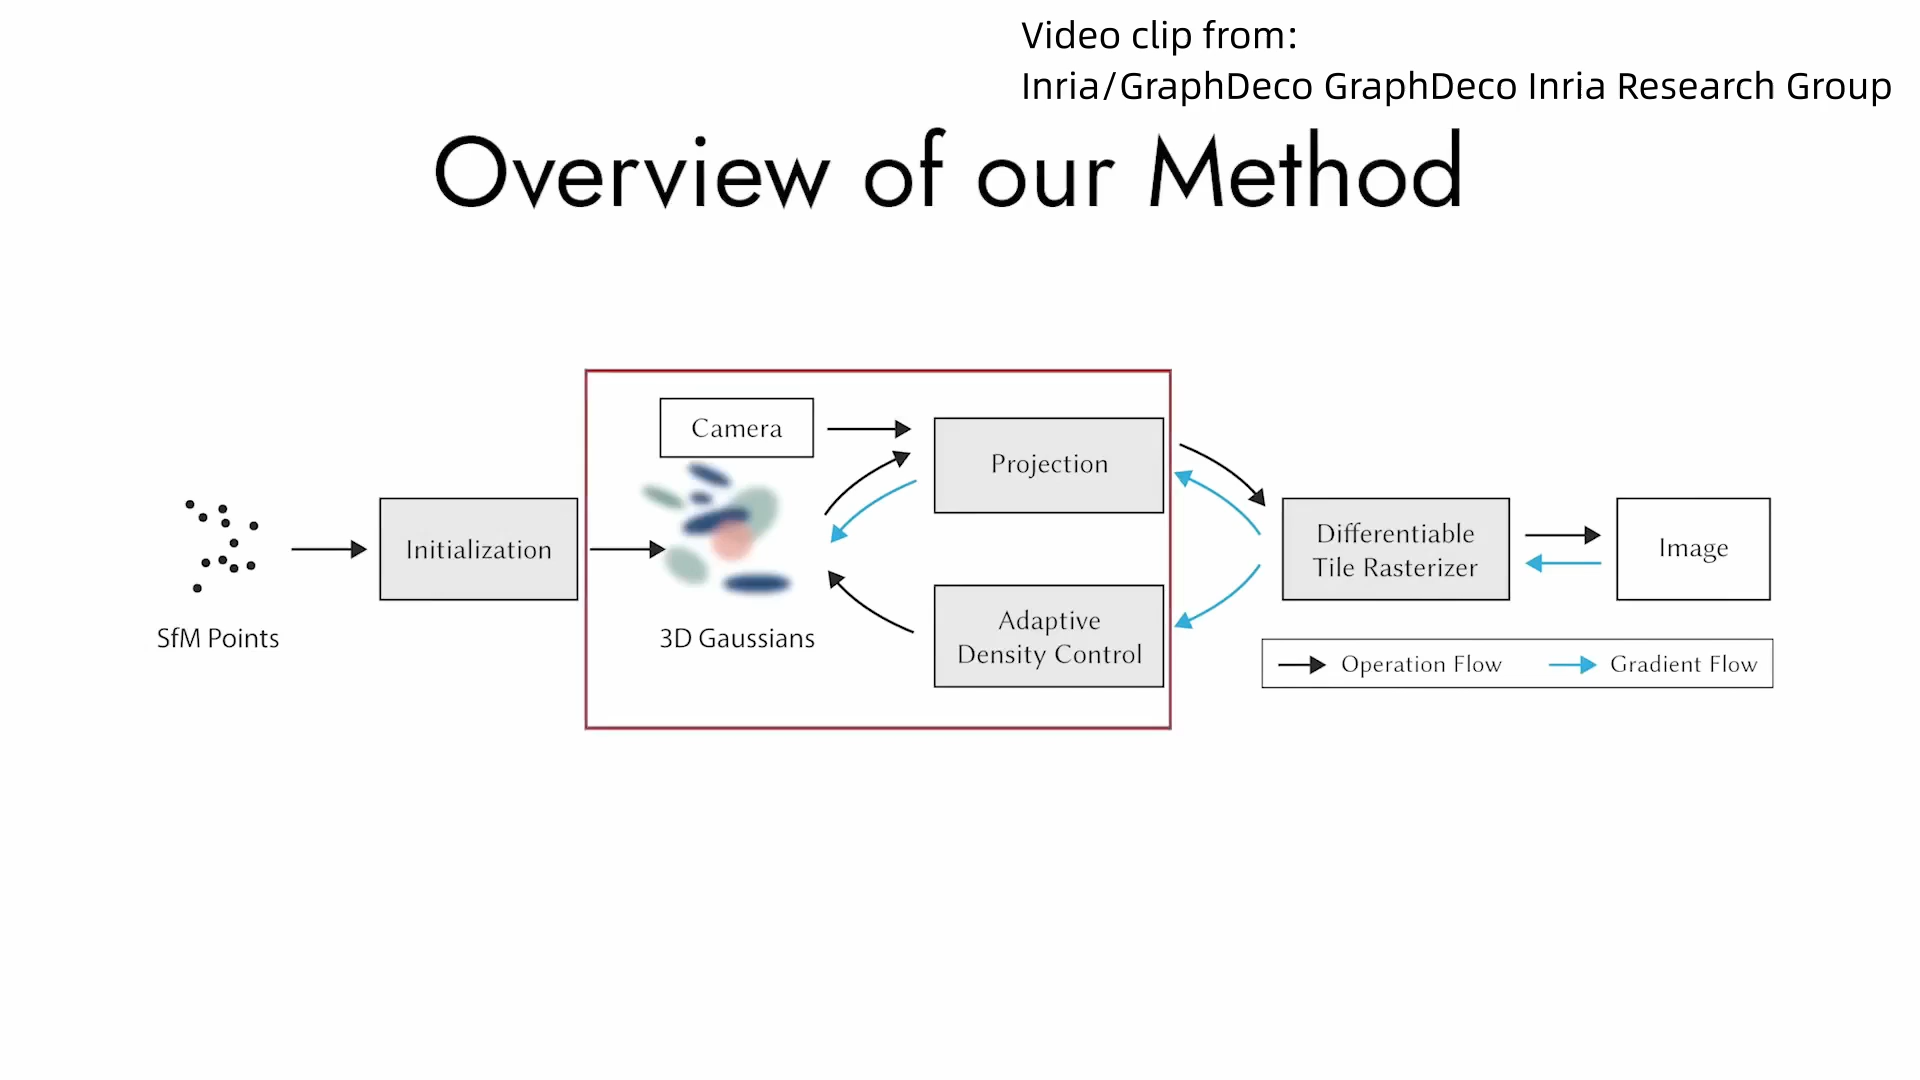 Video clip from:
Inria/GraphDeco GraphDeco Inria Research Group
Overview of our Method
Camera
Projection
Initialization
Differentiable
Tile Rasterizer
Image
SfM Points
3D Gaussians
Adaptive
Density Control
Operation Flow
Gradient Flow